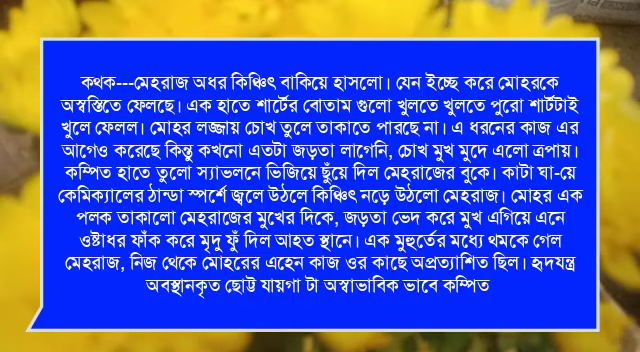 কথক---মেহরাজ অধর কিঞ্চিৎ বাকিয়ে হাসলো। যেন ইচ্ছে করে মোহরকে
অস্বস্তিতে ফেলছে। এক হাতে শার্টের বোতাম গুলো খুলতে খুলতে পুরো শার্টটাই
খুলে ফেলল। মোহর লজ্জায় চোখ তুলে তাকাতে পারছে না। এ ধরনের কাজ এর
আগেও করেছে কিন্তু কখনো এতটা জড়তা লাগেনি, চোখ মুখ মুদে এলো ত্রপায়।
কম্পিত হাতে তুলো স্যাভলনে ভিজিয়ে ছুঁয়ে দিল মেহরাজের বুকে। কাটা ঘা-য়ে
কেমিক্যালের ঠান্ডা স্পর্শে জ্বলে উঠলে কিঞ্চিৎ নড়ে উঠলো মেহরাজ। মোহর এক
পলক তাকালো মেহরাজের মুখের দিকে, জড়তা ভেদ করে মুখ এগিয়ে এনে
ওষ্টাধর ফাঁক করে মৃদু ফুঁ দিল আহত স্থানে। এক মুহুর্তের মধ্যে থমকে গেল
মেহরাজ, নিজ থেকে মোহরের এহেন কাজ ওর কাছে অপ্রত্যাশিত ছিল। হৃদযন্ত্র
অবস্থানকৃত ছোট্ট যায়গা টা অস্বাভাবিক ভাবে কম্পিত